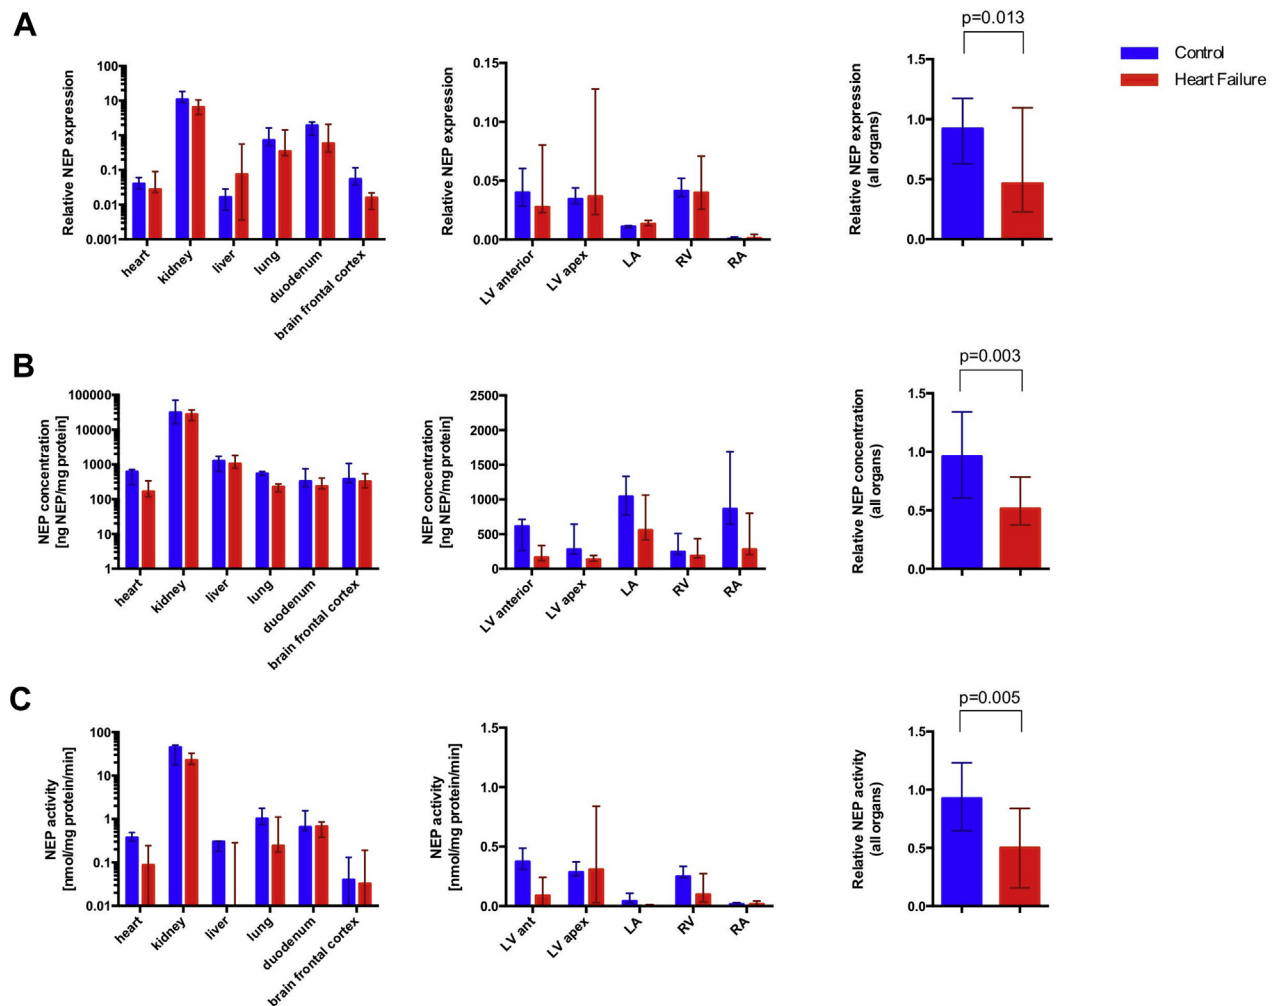 A
p=0.013
Control
Heart Failure
Relative NEP expression
100
10
1
0.1
0.01
0.001
heart
kidney
liver
lung
duodenum
brain frontal cortex
Relative NEP expression
0.15
0.10
0.05
0.00
LV anterior
LV apex
LA
RV
RA
Relative NEP expression
(all organs)
1.5
1.0
0.5
0.0
B
p=0.003
NEP concentration
[ng NEP/mg protein]
100000
10000
1000
100
10
1
heart
kidney
liver
lung
duodenum
brain frontal cortex
NEP concentration
[ng NEP/mg protein]
2500
2000
1500
1000
500
0
LV anterior
LV apex
LA
RV
RA
Relative NEP concentration
(all organs)
1.5
1.0
0.5
0.0
C
p=0.005
NEP activity
[nmol/mg protein/min]
100
10
1
0.1
0.01
heart
kidney
liver
lung
duodenum
brain frontal cortex
NEP activity
[nmol/mg protein/min]
1.5
1.0
0.5
0.0
LV ant
LV apex
LA
RV
RA
Relative NEP activity
(all organs)
1.5
1.0
0.5
0.0